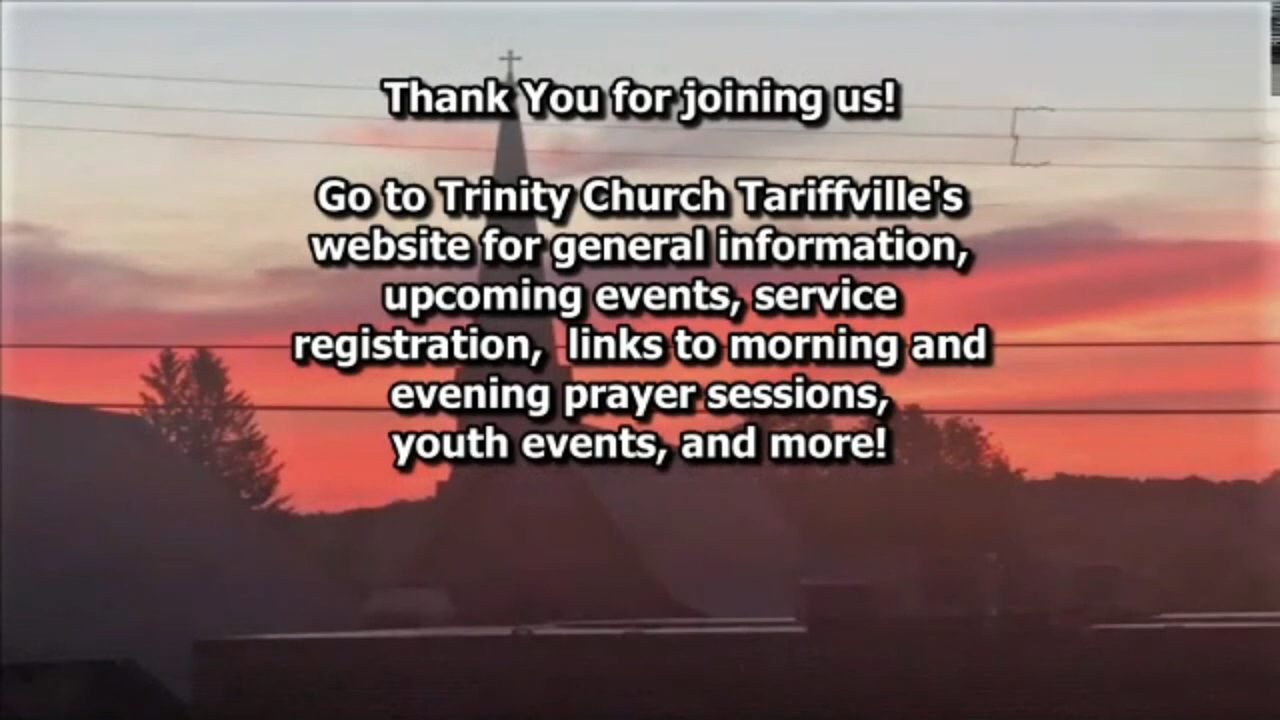 Thank You for joining us!
Go to Trinity Church Tariffville's
website for general information,
upcoming events, service
registration,  links to morning and
evening prayer sessions,
youth events, and more!